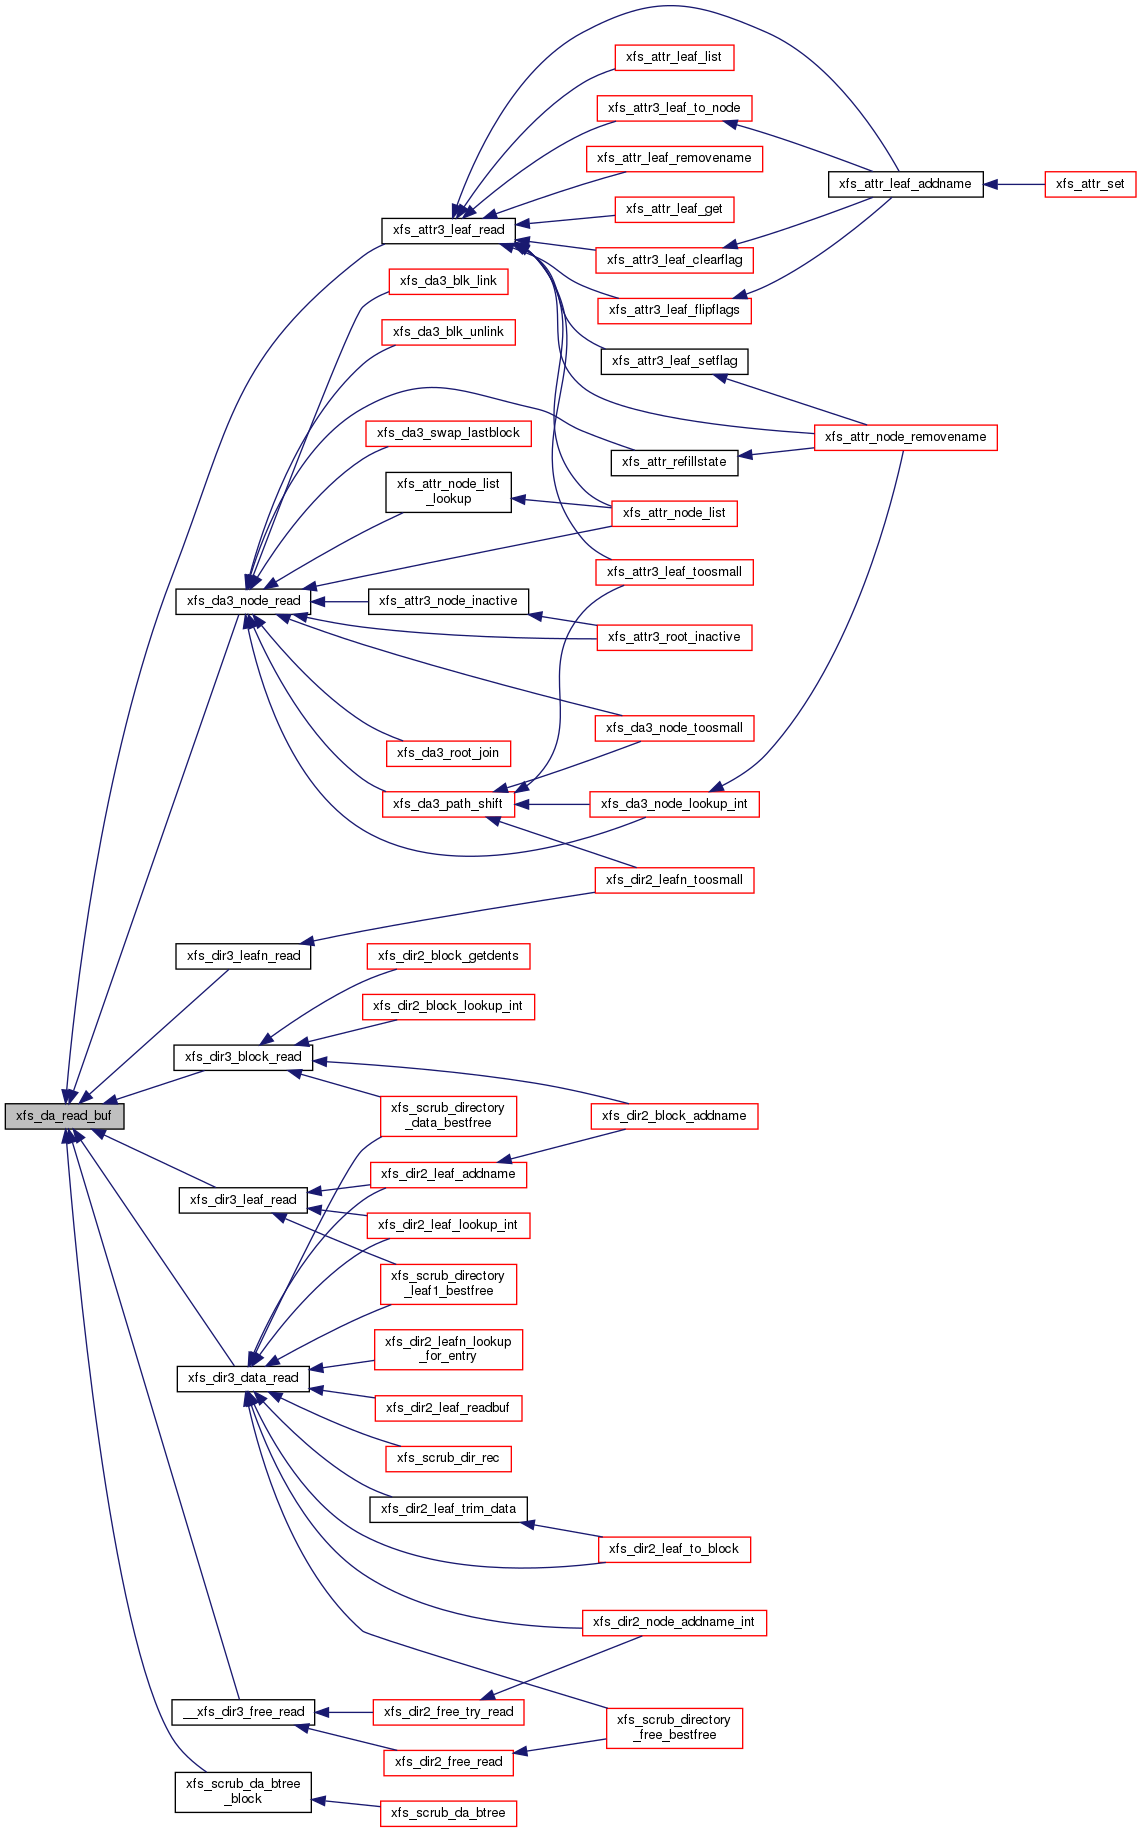 xfs_attr_leaf_list
xfs_attr3_leaf_to_node
xfs_attr_leaf_removename
xfs_attr_leaf_addname
xfs_attr_set
xfs_attr_leaf_get
xfs_attr3_leaf_read
xfs_attr3_leaf_clearflag
xfs_da3_blk_link
xfs_attr3_leaf_flipflags
xfs_da3_blk_unlink
xfs_attr3_leaf_setflag
xfs_da3_swap_lastblock
xfs_attr_node_removename
xfs_attr_refillstate
xfs_attr_node_list
_lookup
xfs_attr_node_list
xfs_attr3_leaf_toosmall
xfs_da3_node_read
xfs_attr3_node_inactive
xfs_attr3_root_inactive
xfs_da3_node_toosmall
xfs_da3_root_join
xfs_da3_path_shift
xfs_da3_node_lookup_int
xfs_dir2_leafn_toosmall
xfs_dir3_leafn_read
xfs_dir2_block_getdents
xfs_dir2_block_lookup_int
xfs_dir3_block_read
xfs_da_read_buf
xfs_scrub_directory
_data_bestfree
xfs_dir2_block_addname
xfs_dir2_leaf_addname
xfs_dir3_leaf_read
xfs_dir2_leaf_lookup_int
xfs_scrub_directory
_leaf1_bestfree
xfs_dir2_leafn_lookup
_for_entry
xfs_dir3_data_read
xfs_dir2_leaf_readbuf
xfs_scrub_dir_rec
xfs_dir2_leaf_trim_data
xfs_dir2_leaf_to_block
xfs_dir2_node_addname_int
__xfs_dir3_free_read
xfs_dir2_free_try_read
xfs_scrub_directory
_free_bestfree
xfs_dir2_free_read
xfs_scrub_da_btree
_block
xfs_scrub_da_btree